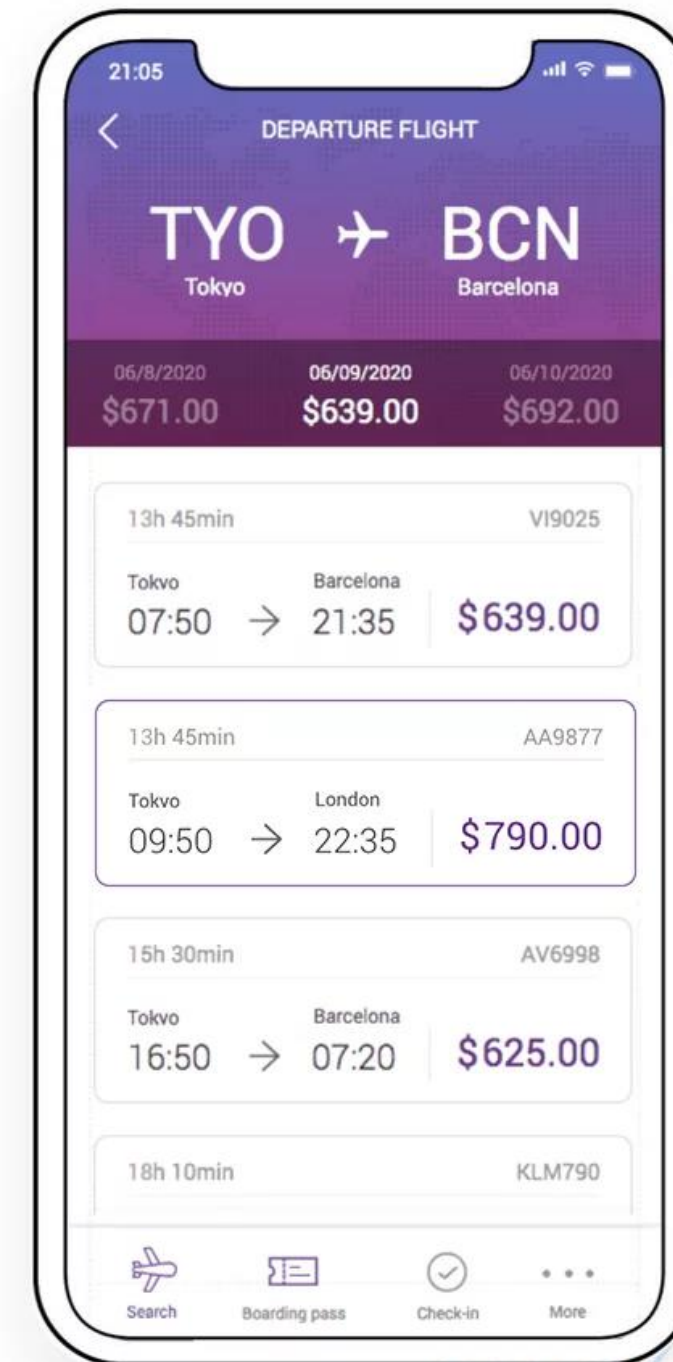 21:05
DEPARTURE FLIGHT
TYO BCN
Tokyo Barcelona
06/8/2020 06/09/2020 06/10/2020
$671.00 $639.00 $692.00
13h 45min VI9025
Tokvo Barcelona
07:50 → 21:35 $639.00
13h 45min AA9877
Tokvo London
09:50 → 22:35 $790.00
15h 30min AV6998
Tokvo Barcelona
16:50 → 07:20 $625.00
18h 10min KLM790
Search Boarding pass Check-in More